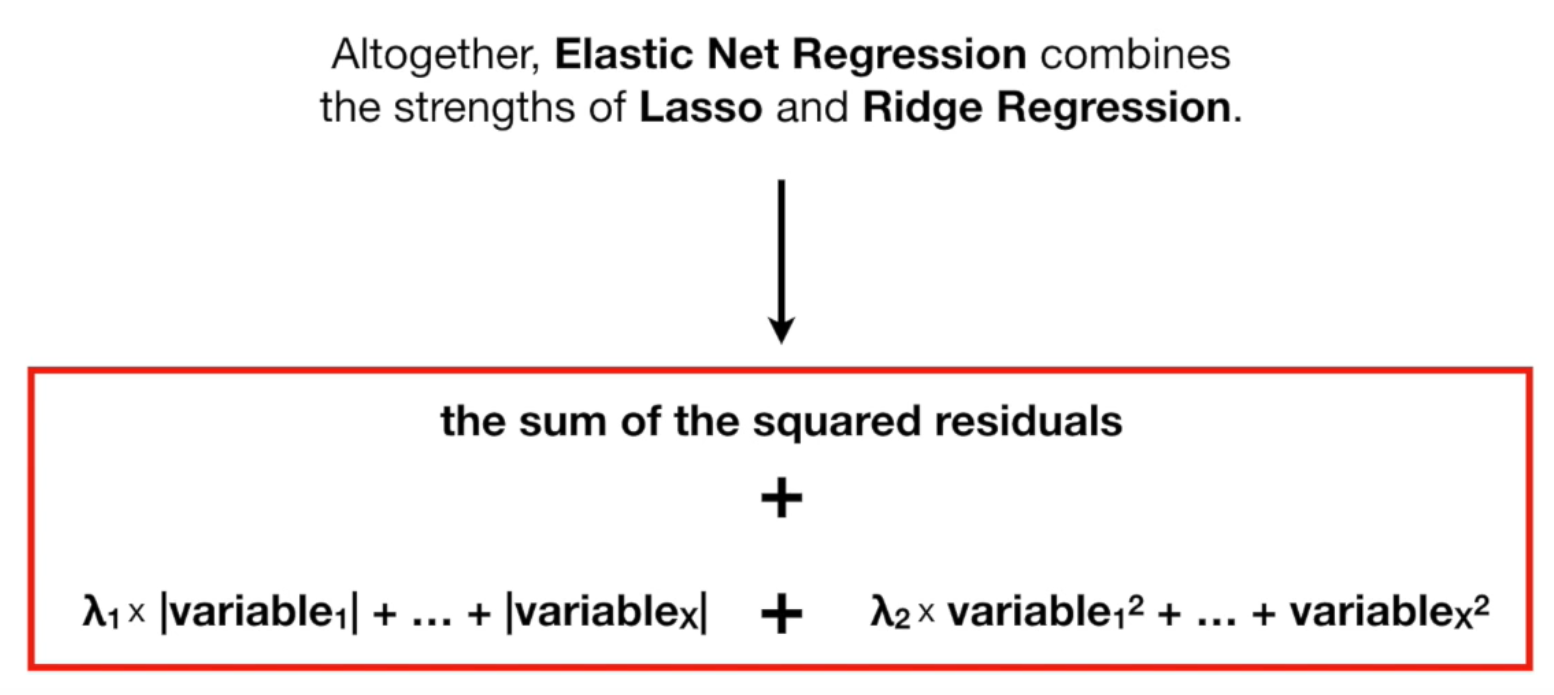 Altogether, Elastic Net Regression combines
the strengths of Lasso and Ridge Regression.
the sum of the squared residuals
+
λ₁ × |variable₁| + ... + |variableₓ| + λ₂ × variable₁² + ... + variableₓ²